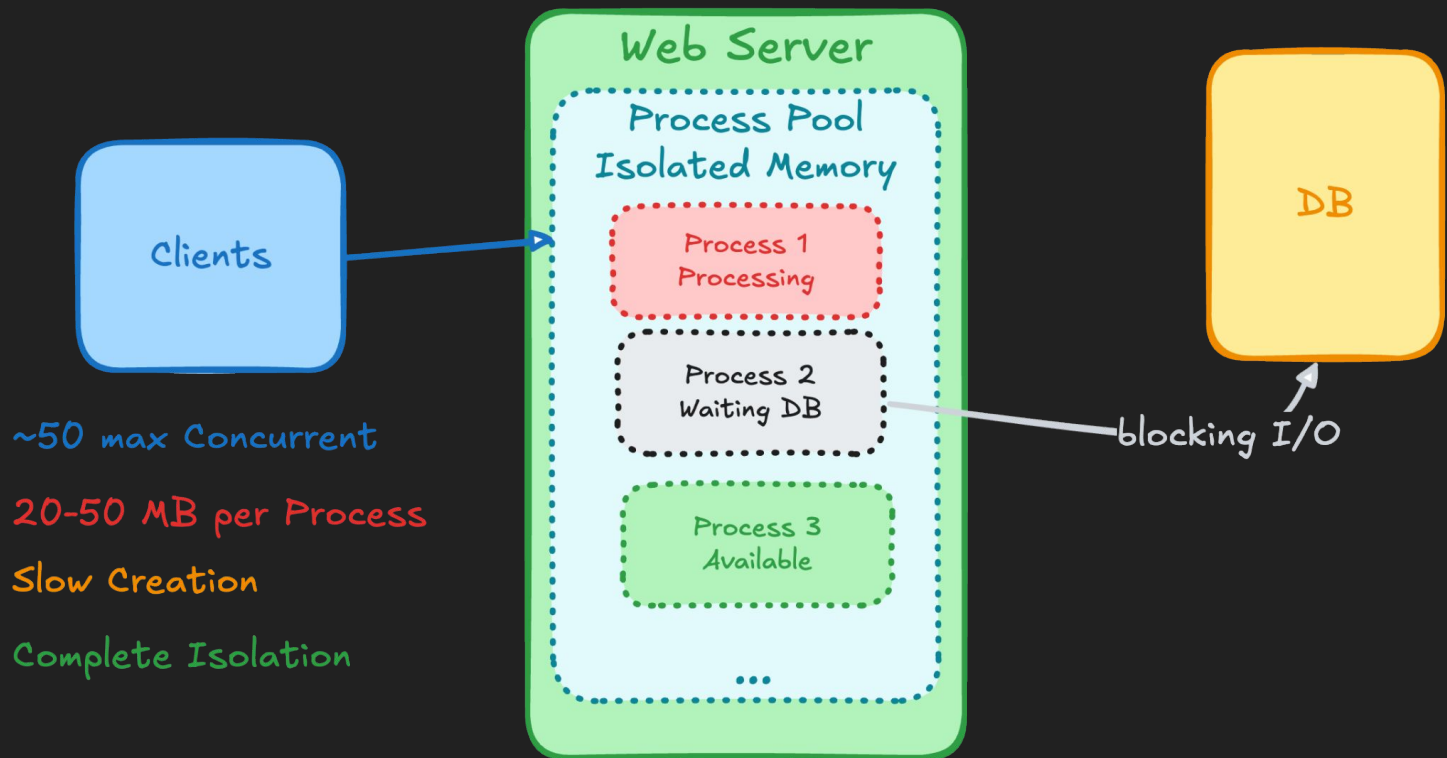 Web Server
Process Pool
Isolated Memory
Process 1
Processing
Process 2
Waiting DB
Process 3
Available
...
Clients
DB
blocking I/O
~50 max Concurrent
20-50 MB per Process
Slow Creation
Complete Isolation